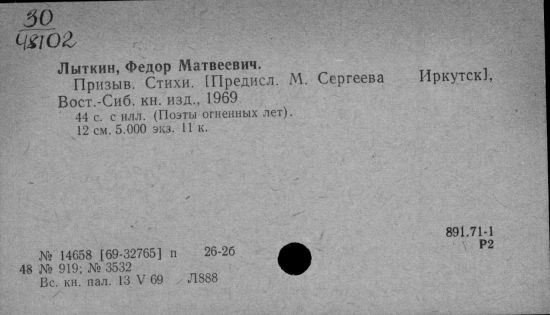 30
48102
Лыткин, Федор Матвеевич.
Призыв. Стихи. [Предисл. М. Сергеева Иркутск],
Вост.-Сиб. кн. изд., 1969
44 с. с илл. (Поэты огненных лет).
12 см. 5.000 экз. 11 к.
891.71-1
Р2
№ 14658 [69-32765] п 26-2б
48 № 919; № 3532
Вс. кн. пал. 13 V 69 Л888